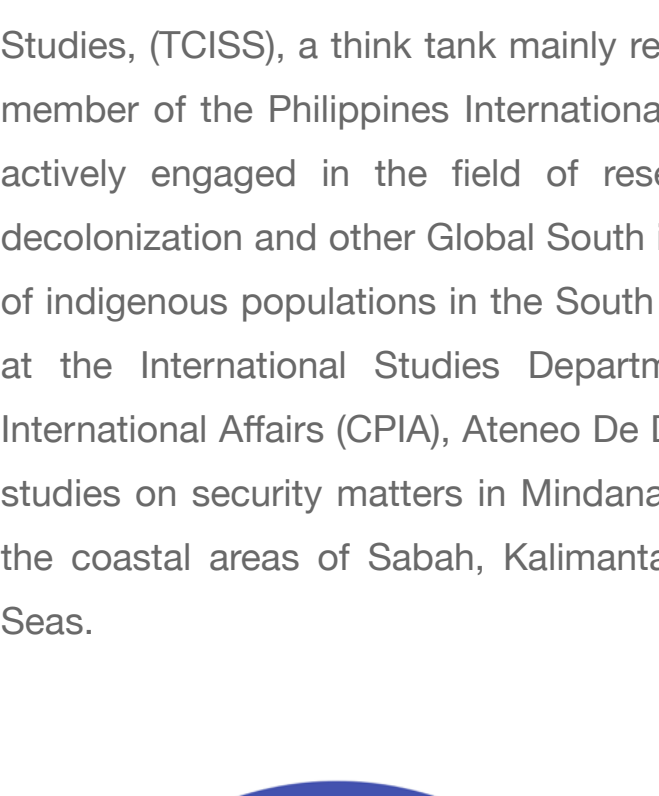 Studies, (TCISS), a think tank mainly re
member of the Philippines Internationa
actively engaged in the field of rese
decolonization and other Global South i
of indigenous populations in the South
at the International Studies Departm
International Affairs (CPIA), Ateneo De D
studies on security matters in Mindana
the coastal areas of Sabah, Kalimanta
Seas.